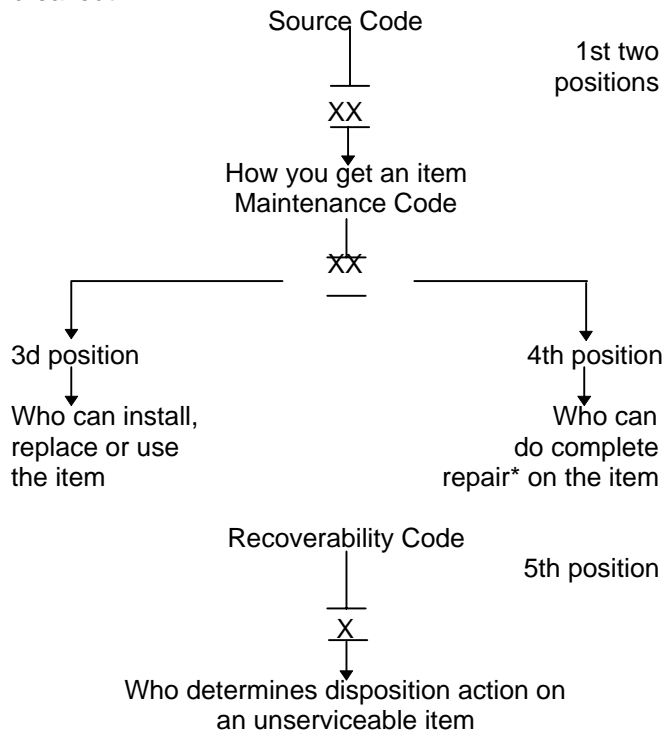 Source Code
1st two
positions
XX
How you get an item
Maintenance Code
XX
3d position
4th position
Who can install,
replace or use
the item
Who can
do complete
repair* on the item
Recoverability Code
5th position
X
Who determines disposition action on
an unserviceable item